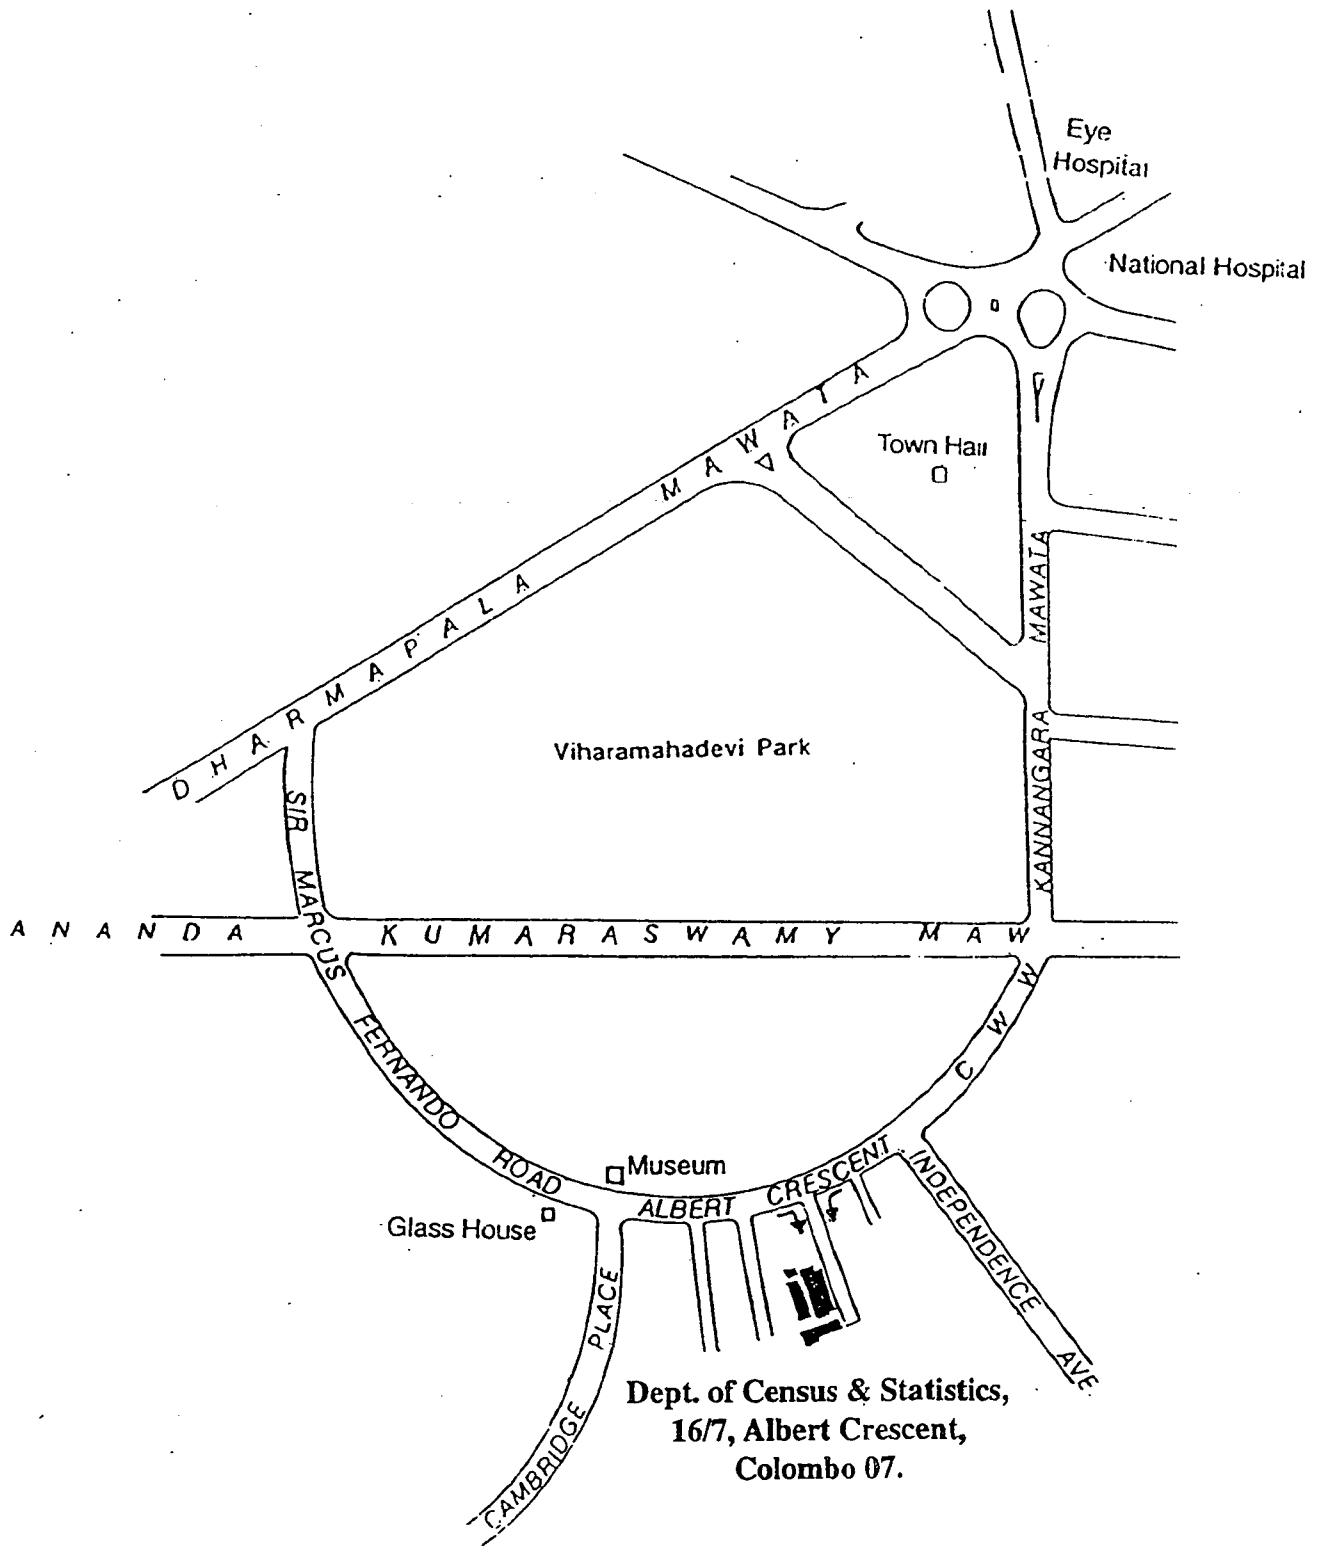 Eye
Hospital
National Hospital
Town Hall
DHARMAPALA MAWATA
Viharamahadevi Park
SIR MARCUS FERNANDO ROAD
ANANDA KUMARASWAMY MAW
C W W KANNANGARA MAWATA
Museum
Glass House
ALBERT CRESCENT
CAMBRIDGE PLACE
INDEPENDENCE AVE
Dept. of Census & Statistics,
16/7, Albert Crescent,
Colombo 07.